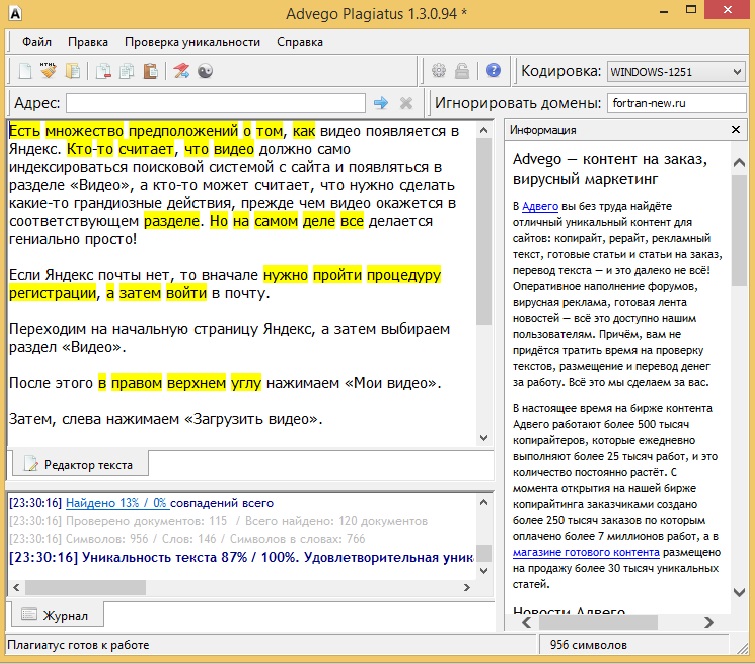 Advego Plagiatus 1.3.0.94 *
Файл Правка Проверка уникальности Справка
Кодировка: WINDOWS-1251
Адрес: Игнорировать домены: fortran-new.ru
Есть множество предположений о том, как видео появляется в
Яндекс. Кто-то считает, что видео должно само
индексироваться поисковой системой с сайта и появляться в
разделе «Видео», а кто-то может считает, что нужно сделать
какие-то грандиозные действия, прежде чем видео окажется в
соответствующем разделе. Но на самом деле все делается
гениально просто!
Если Яндекс почты нет, то вначале нужно пройти процедуру
регистрации, а затем войти в почту.
Переходим на начальную страницу Яндекс, а затем выбираем
раздел «Видео».
После этого в правом верхнем углу нажимаем «Мои видео».
Затем, слева нажимаем «Загрузить видео».
Редактор текста
[23:30:16] Найдено 13% / 0% совпадений всего
[23:30:16] Проверено документов: 115 / Всего найдено: 120 документов
[23:30:16] Символов: 956 / Слов: 146 / Символов в словах: 766
[23:30:16] Уникальность текста 87% / 100%. Удовлетворительная уник
Журнал
Информация
Advego — контент на заказ,
вирусный маркетинг
В Адвего вы без труда найдёте
отличный уникальный контент для
сайтов: копирайт, рерайт, рекламный
текст, готовые статьи и статьи на заказ,
перевод текста — и это далеко не всё!
Оперативное наполнение форумов,
вирусная реклама, готовая лента
новостей — всё это доступно нашим
пользователям. Причём, вам не
придётся тратить время на проверку
текстов, размещение и перевод денег
за работу. Всё это мы сделаем за вас.
В настоящее время на бирже контента
Адвего работают более 500 тысяч
копирайтеров, которые ежедневно
выполняют более 25 тысяч работ, и это
количество постоянно растёт. С
момента открытия на нашей бирже
копирайтинга заказчиками создано
более 250 тысяч заказов по которым
оплачено более 7 миллионов работ, а в
магазине готового контента размещено
на продажу более 30 тысяч уникальных
статей.
Новости Адвего
Плагиатус готов к работе 956 символов